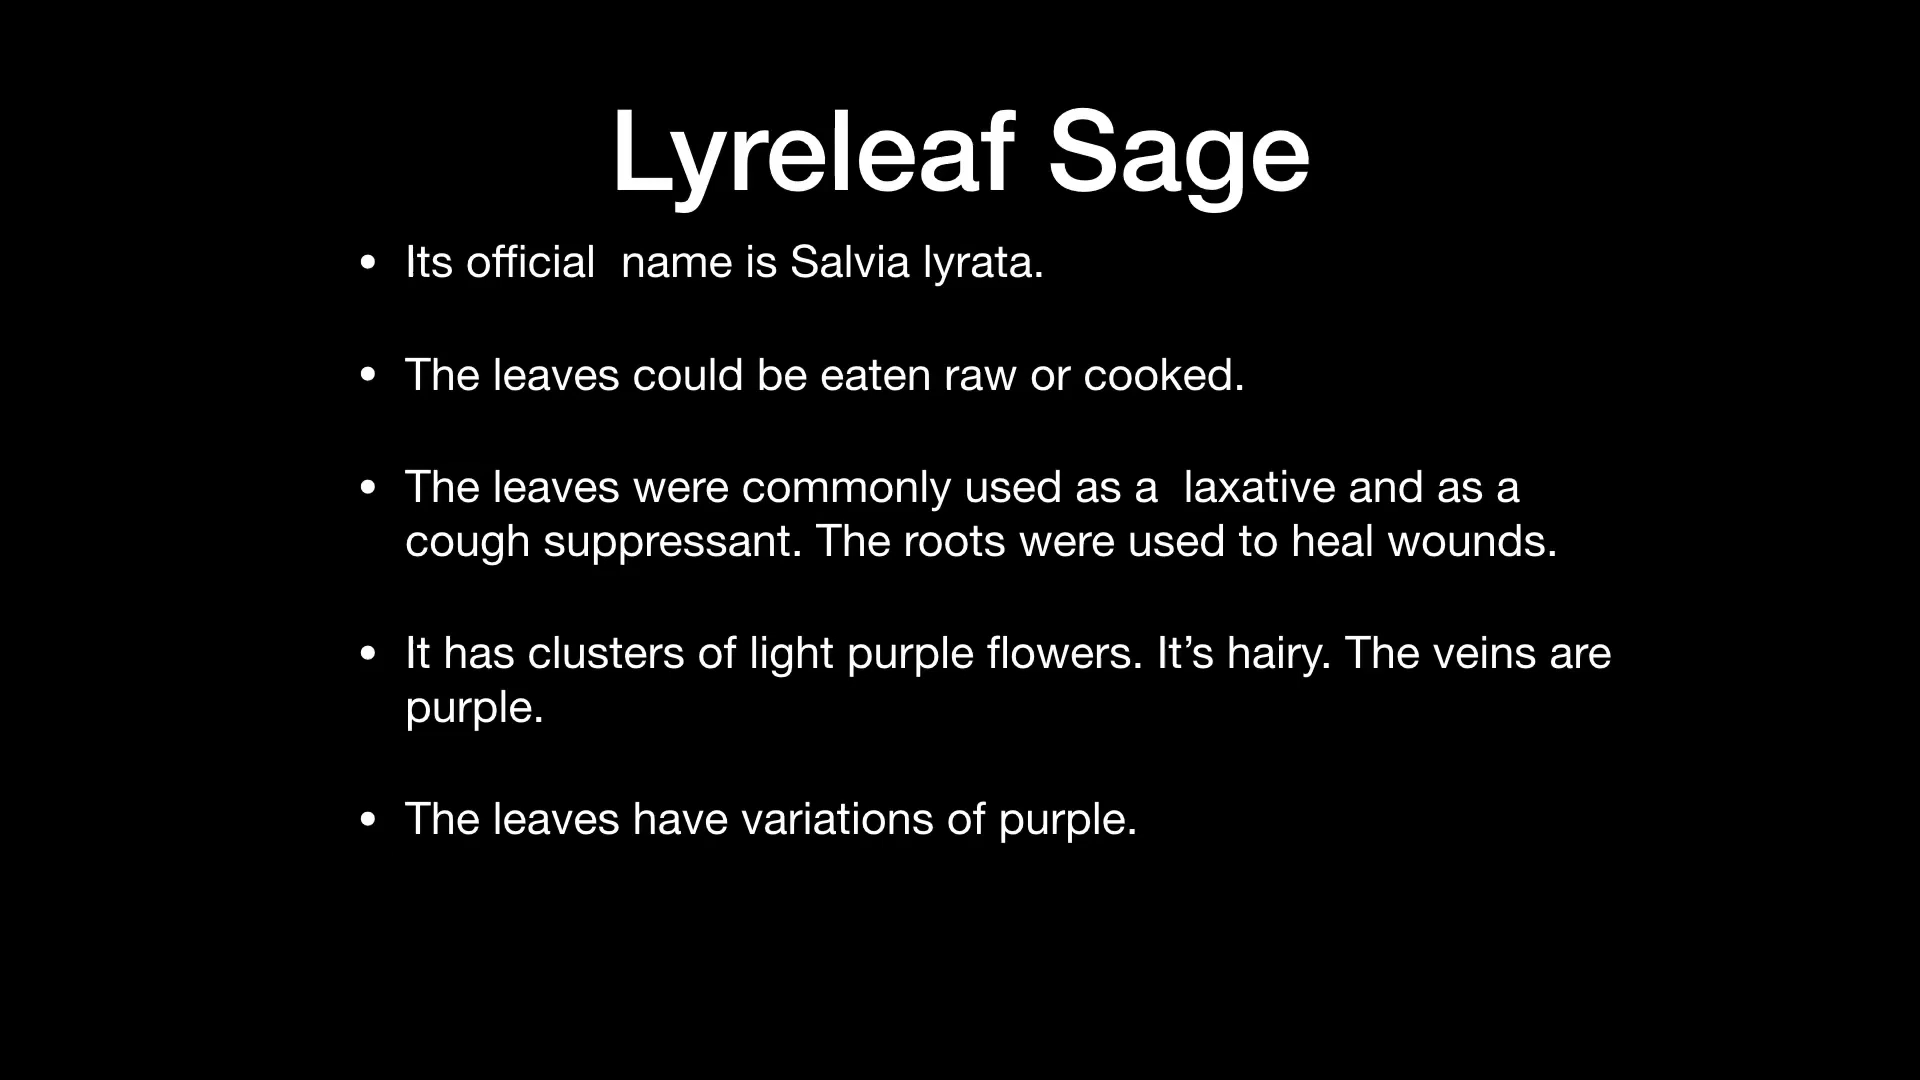 Lyreleaf Sage
• Its official  name is Salvia lyrata.
• The leaves could be eaten raw or cooked.
• The leaves were commonly used as a  laxative and as a
cough suppressant. The roots were used to heal wounds.
• It has clusters of light purple flowers. It’s hairy. The veins are
purple.
• The leaves have variations of purple.